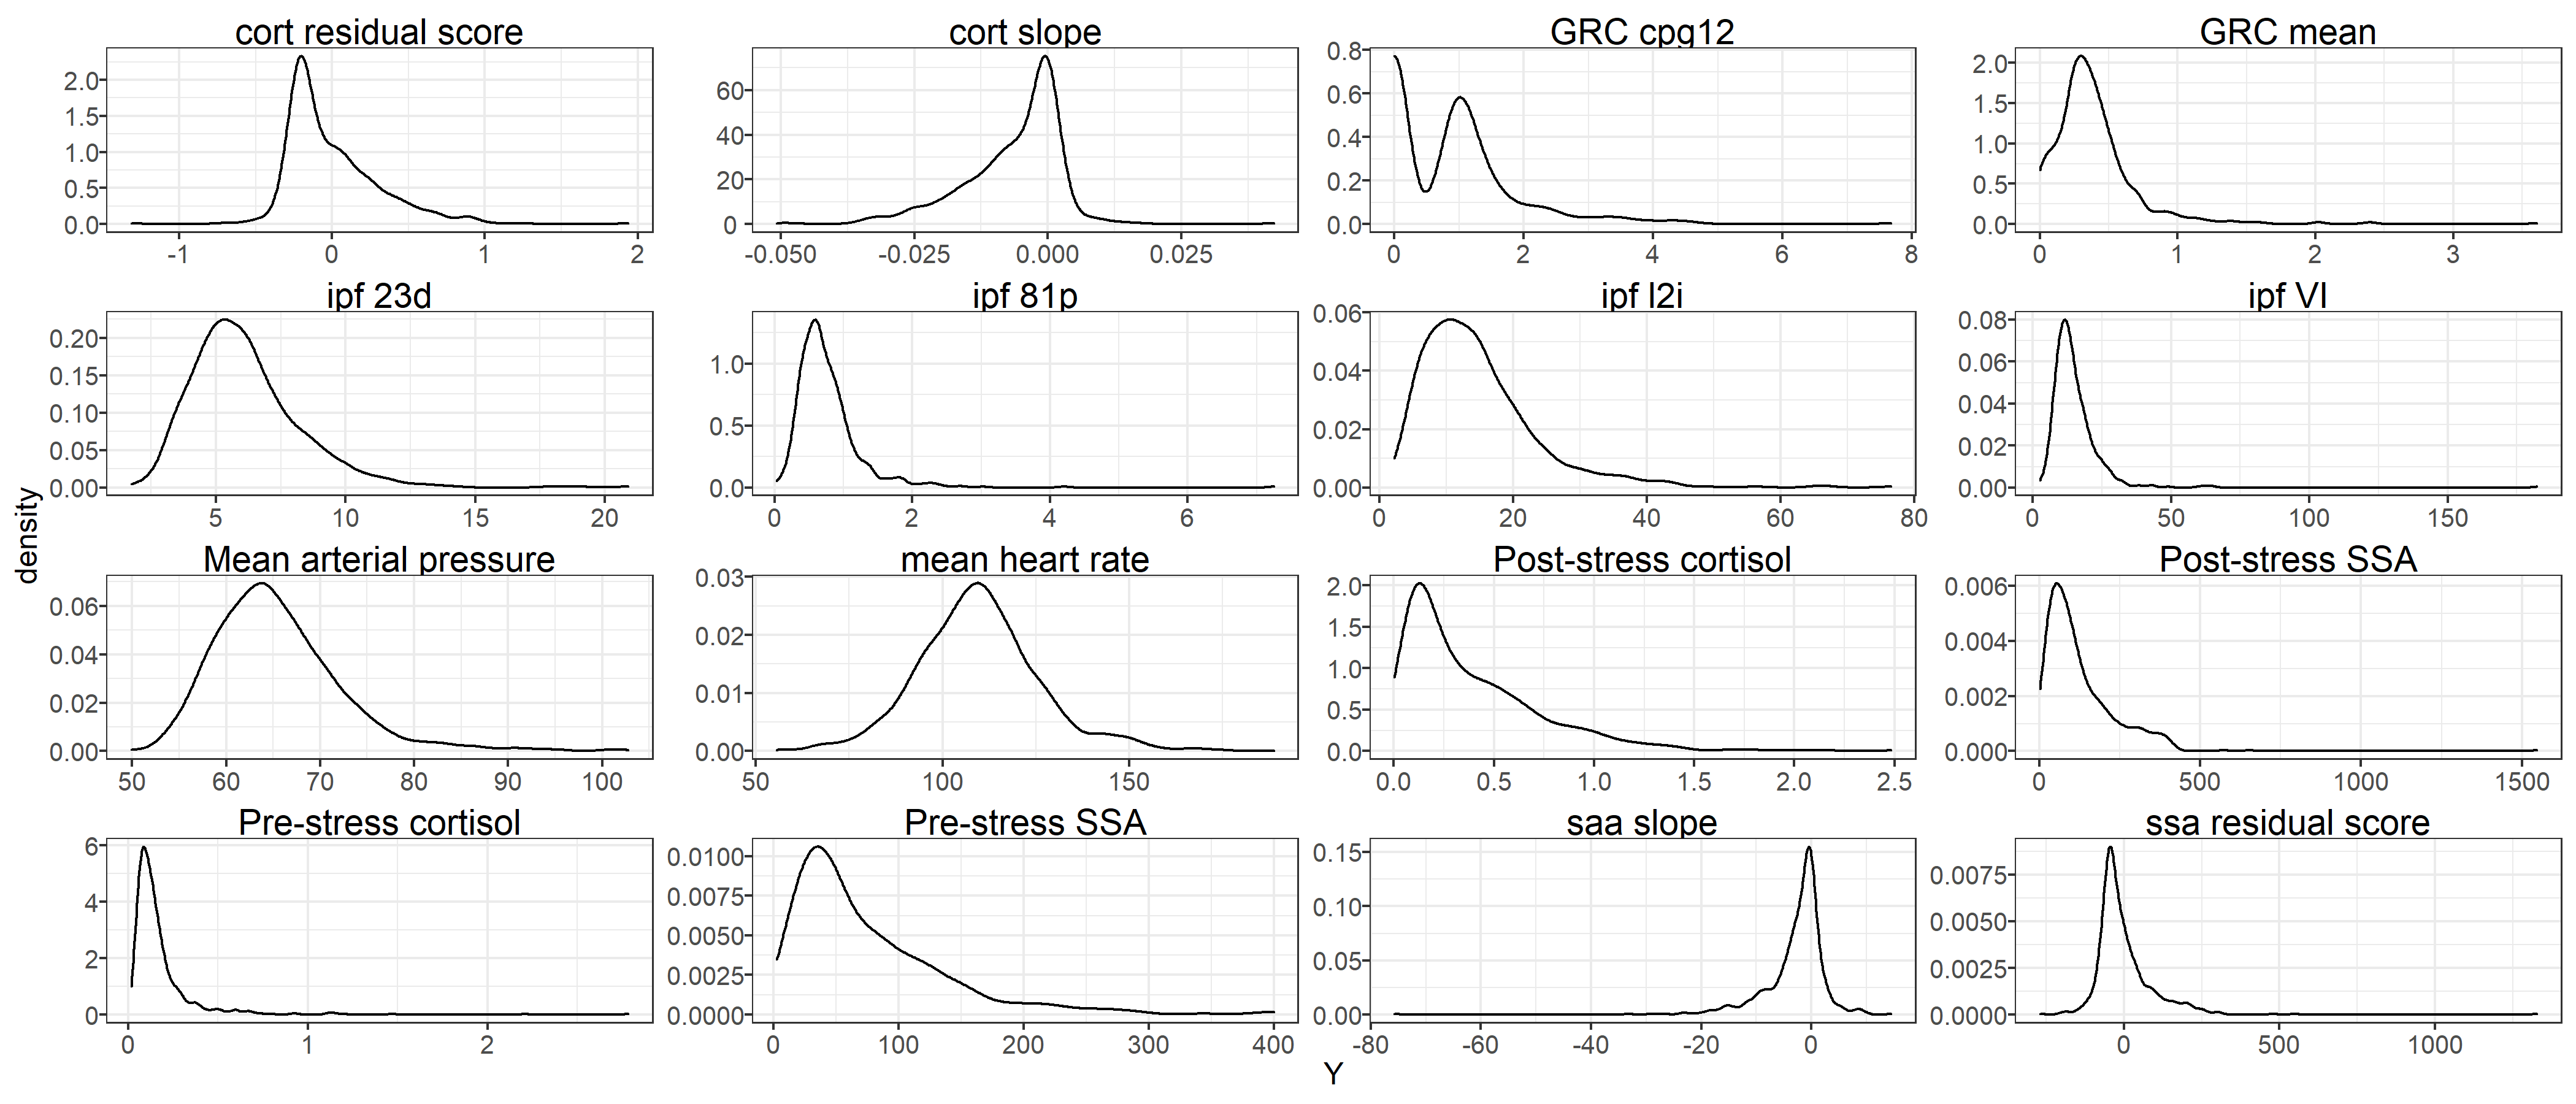 cort residual score
cort slope
GRC cpg12
GRC mean
2.0
1.5
1.0
0.5
0.0
-1 0 1 2
60
40
20
0
-0.050 -0.025 0.000 0.025
0.8
0.6
0.4
0.2
0.0
0 2 4 6 8
2.0
1.5
1.0
0.5
0.0
0 1 2 3
ipf 23d
ipf 81p
ipf l2i
ipf VI
0.20
0.15
0.10
0.05
0.00
5 10 15 20
1.0
0.5
0.0
0 2 4 6
0.06
0.04
0.02
0.00
0 20 40 60 80
0.08
0.06
0.04
0.02
0.00
0 50 100 150
density
Mean arterial pressure
mean heart rate
Post-stress cortisol
Post-stress SSA
0.06
0.04
0.02
0.00
50 60 70 80 90 100
0.03
0.02
0.01
0.00
50 100 150
2.0
1.5
1.0
0.5
0.0
0.0 0.5 1.0 1.5 2.0 2.5
0.006
0.004
0.002
0.000
0 500 1000 1500
Pre-stress cortisol
Pre-stress SSA
saa slope
ssa residual score
6
4
2
0
0 1 2
0.0100
0.0075
0.0050
0.0025
0.0000
0 100 200 300 400
0.15
0.10
0.05
0.00
-80 -60 -40 -20 0
0.0075
0.0050
0.0025
0.0000
0 500 1000
Y